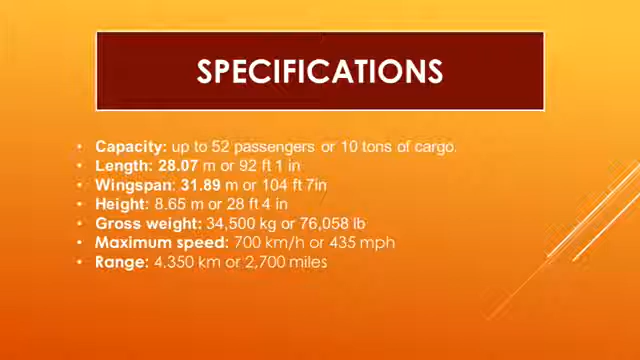 SPECIFICATIONS
• Capacity: up to 52 passengers or 10 tons of cargo.
• Length: 28.07 m or 92 ft 1 in
• Wingspan: 31.89 m or 104 ft 7in
• Height: 8.65 m or 28 ft 4 in
• Gross weight: 34,500 kg or 76,058 lb
• Maximum speed: 700 km/h or 435 mph
• Range: 4,350 km or 2,700 miles